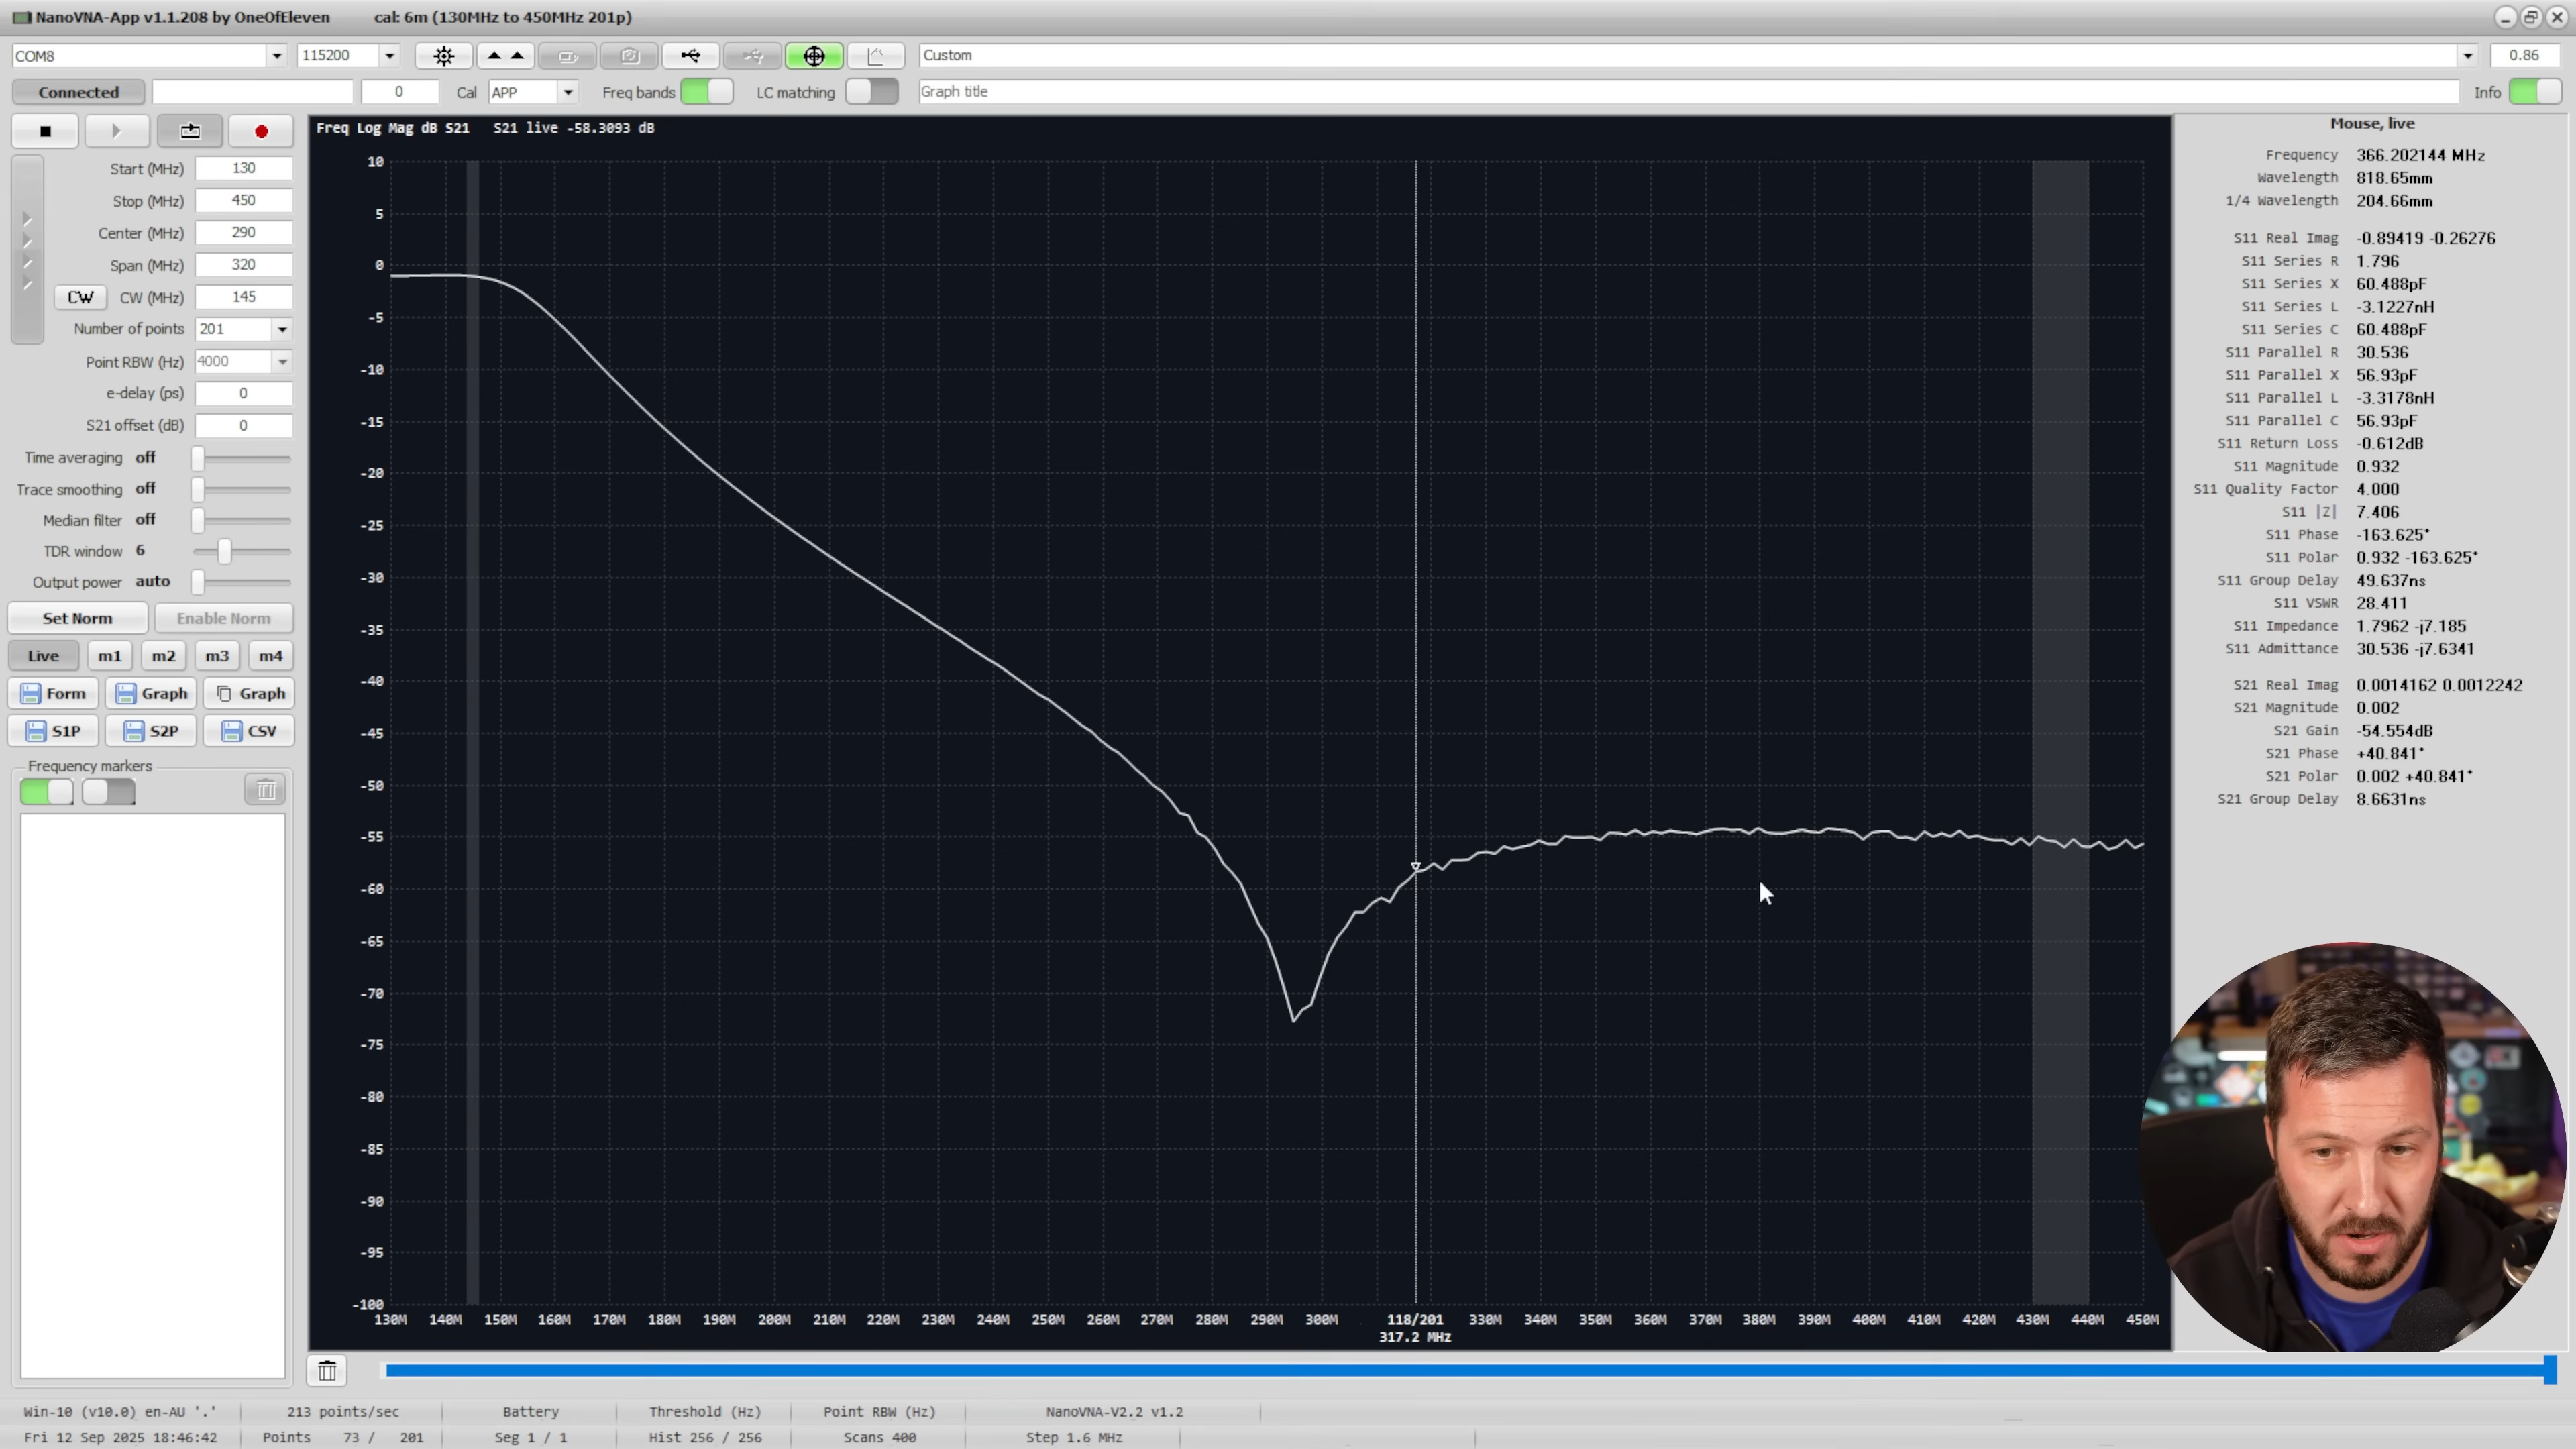 NanoVNA-App v1.1.208 by OneOfEleven cal: 6m (130MHz to 450MHz 201p)
COM8 115200 Custom 0.86
Connected 0 Cal APP Freq bands LC matching Graph title Info
Freq Log Mag dB S21 S21 live -58.3093 dB
Start (MHz) 130
Stop (MHz) 450
Center (MHz) 290
Span (MHz) 320
CW CW (MHz) 145
Number of points 201
Point RBW (Hz) 4000
e-delay (ps) 0
S21 offset (dB) 0
Time averaging off
Trace smoothing off
Median filter off
TDR window 6
Output power auto
Set Norm Enable Norm
Live m1 m2 m3 m4
Form Graph Graph
S1P S2P CSV
Frequency markers
10
5
0
-5
-10
-15
-20
-25
-30
-35
-40
-45
-50
-55
-60
-65
-70
-75
-80
-85
-90
-95
-100
130M 140M 150M 160M 170M 180M 190M 200M 210M 220M 230M 240M 250M 260M 270M 280M 290M 300M 118/201 330M 340M 350M 360M 370M 380M 390M 400M 410M 420M 430M 440M 450M
317.2 MHz
Mouse, live
Frequency 366.202144 MHz
Wavelength 818.65mm
1/4 Wavelength 204.66mm
S11 Real Imag -0.89419 -0.26276
S11 Series R 1.796
S11 Series X 60.488pF
S11 Series L -3.1227nH
S11 Series C 60.488pF
S11 Parallel R 30.536
S11 Parallel X 56.93pF
S11 Parallel L -3.3178nH
S11 Parallel C 56.93pF
S11 Return Loss -0.612dB
S11 Magnitude 0.932
S11 Quality Factor 4.000
S11 |Z| 7.406
S11 Phase -163.625°
S11 Polar 0.932 -163.625°
S11 Group Delay 49.637ns
S11 VSWR 28.411
S11 Impedance 1.7962 -j7.185
S11 Admittance 30.536 -j7.6341
S21 Real Imag 0.0014162 0.0012242
S21 Magnitude 0.002
S21 Gain -54.554dB
S21 Phase +40.841°
S21 Polar 0.002 +40.841°
S21 Group Delay 8.6631ns
Win-10 (v10.0) en-AU '.' 213 points/sec Battery Threshold (Hz) Point RBW (Hz) NanoVNA-V2.2 v1.2
Fri 12 Sep 2025 18:46:42 Points 73 / 201 Seg 1 / 1 Hist 256 / 256 Scans 400 Step 1.6 MHz